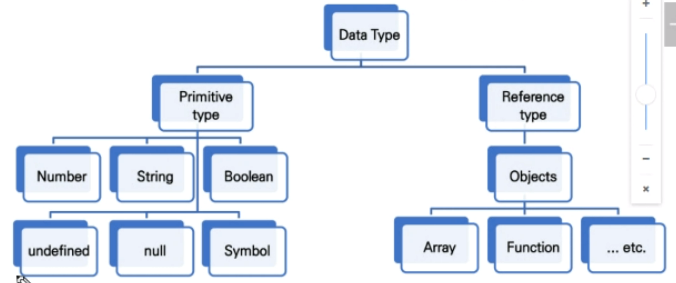 Data Type
Primitive
type
Reference
type
Number
String
Boolean
Objects
undefined
null
Symbol
Array
Function
... etc.